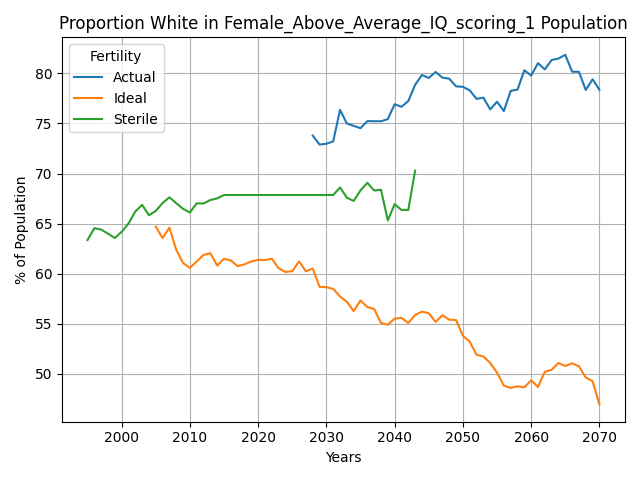 Proportion White in Female_Above_Average_IQ_scoring_1 Population
Fertility
Actual
Ideal
Sterile
% of Population
80
75
70
65
60
55
50
2000 2010 2020 2030 2040 2050 2060 2070
Years